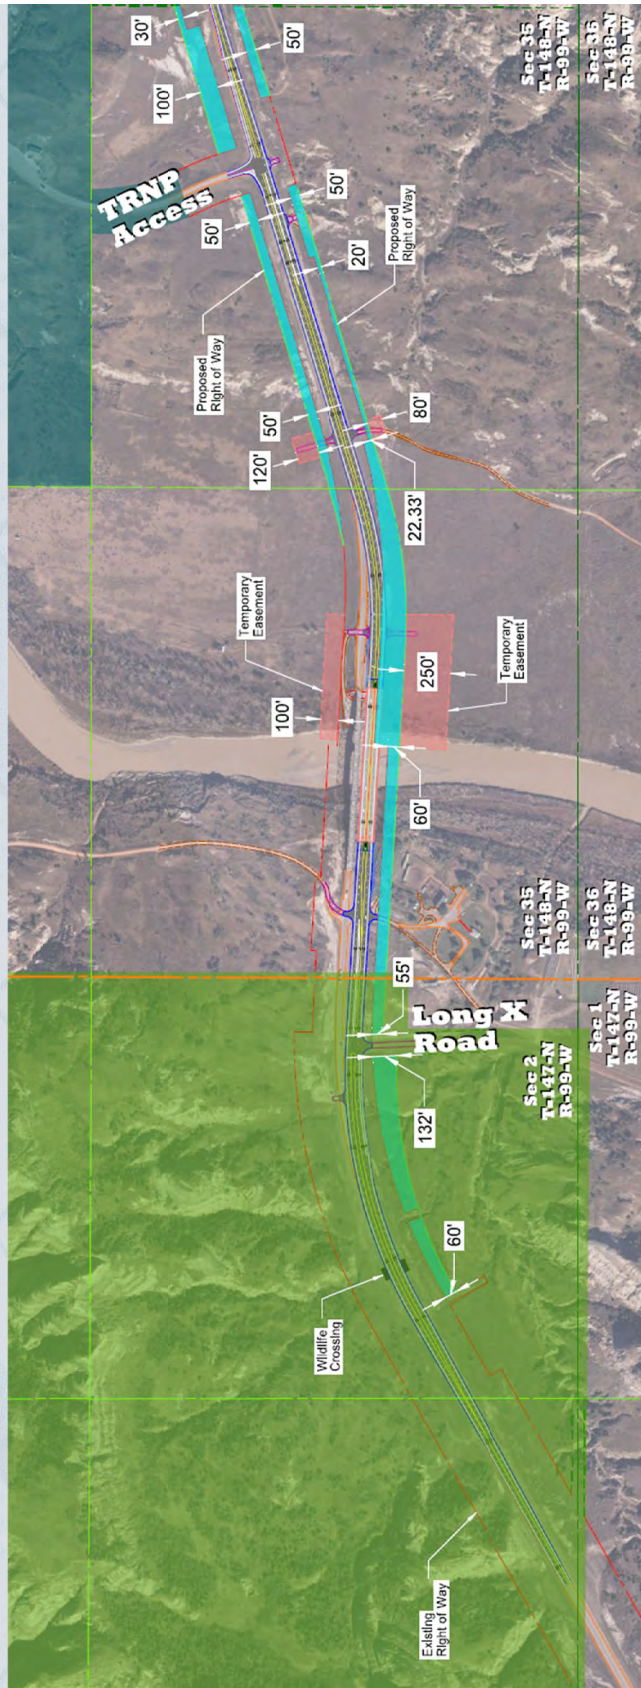 30'
50'
Sec 35
T-148-N
R-99-W
Sec 36
T-148-N
R-99-W
100'
TRNP
Access
50'
50'
20'
Proposed
Right of Way
Proposed
Right of Way
50'
80'
120'
22.33'
Temporary
Easement
250'
Temporary
Easement
100'
60'
Sec 35
T-148-N
R-99-W
Sec 36
T-148-N
R-99-W
55'
Long X
Road
Sec 2
T-147-N
R-99-W
Sec 1
T-147-N
R-99-W
132'
60'
Wildlife
Crossing
Existing
Right of Way